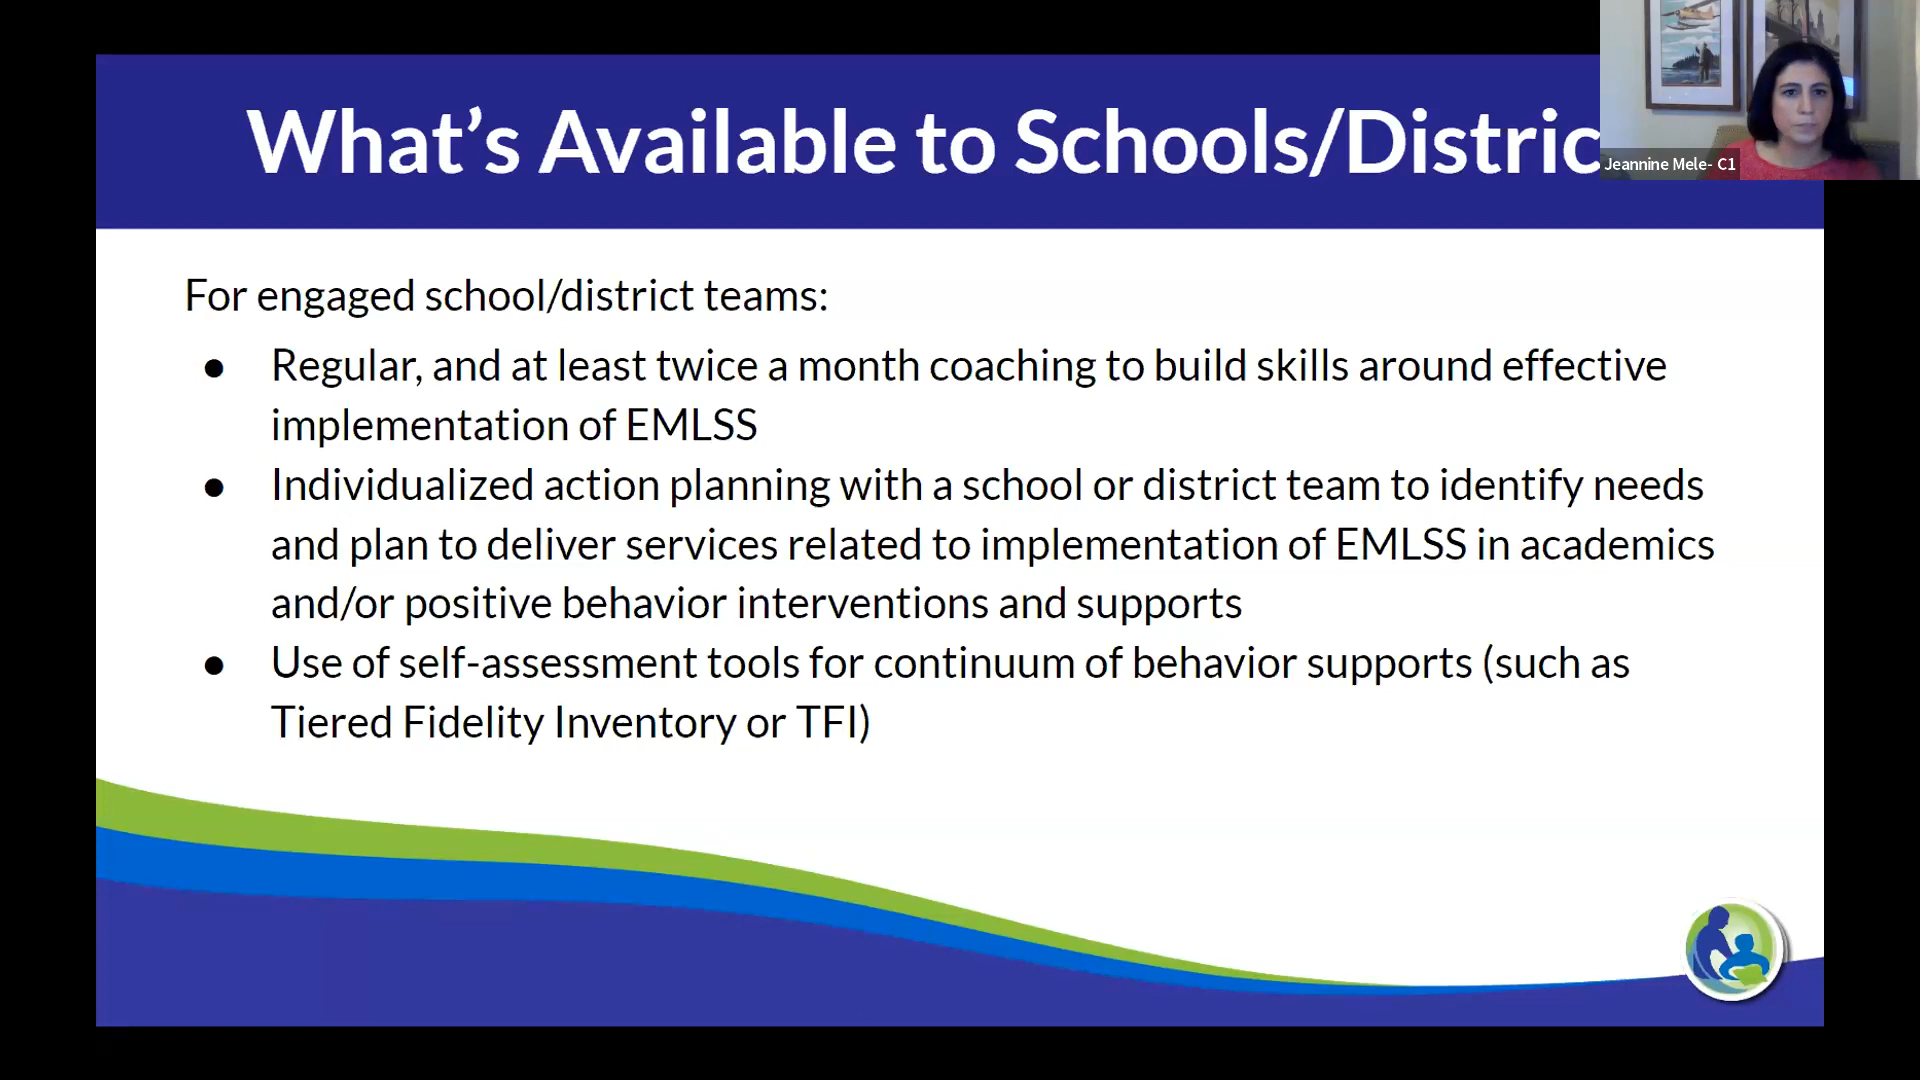 What's Available to Schools/Distric
Jeannine Mele- C1
For engaged school/district teams:
● Regular, and at least twice a month coaching to build skills around effective
implementation of EMLSS
● Individualized action planning with a school or district team to identify needs
and plan to deliver services related to implementation of EMLSS in academics
and/or positive behavior interventions and supports
● Use of self-assessment tools for continuum of behavior supports (such as
Tiered Fidelity Inventory or TFI)